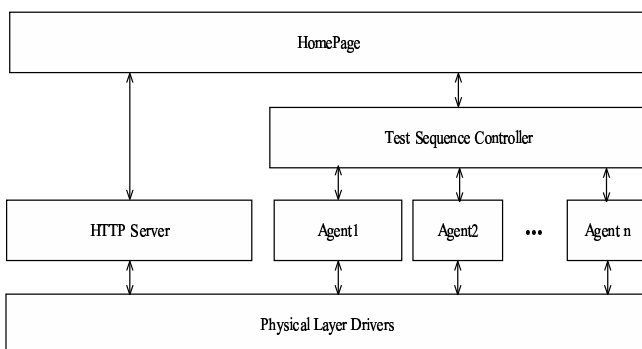 HomePage
Test Sequence Controller
HTTP Server
Agent1
Agent2
•••
Agent n
Physical Layer Drivers